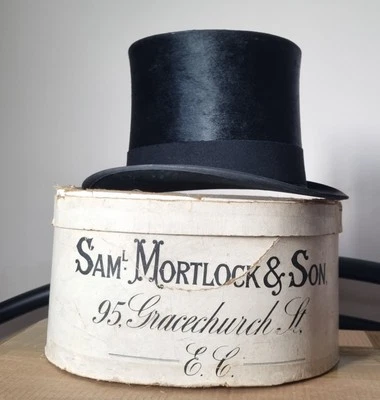 SAML MORTLOCK & SON.
95, Gracechurch St.
E.C.